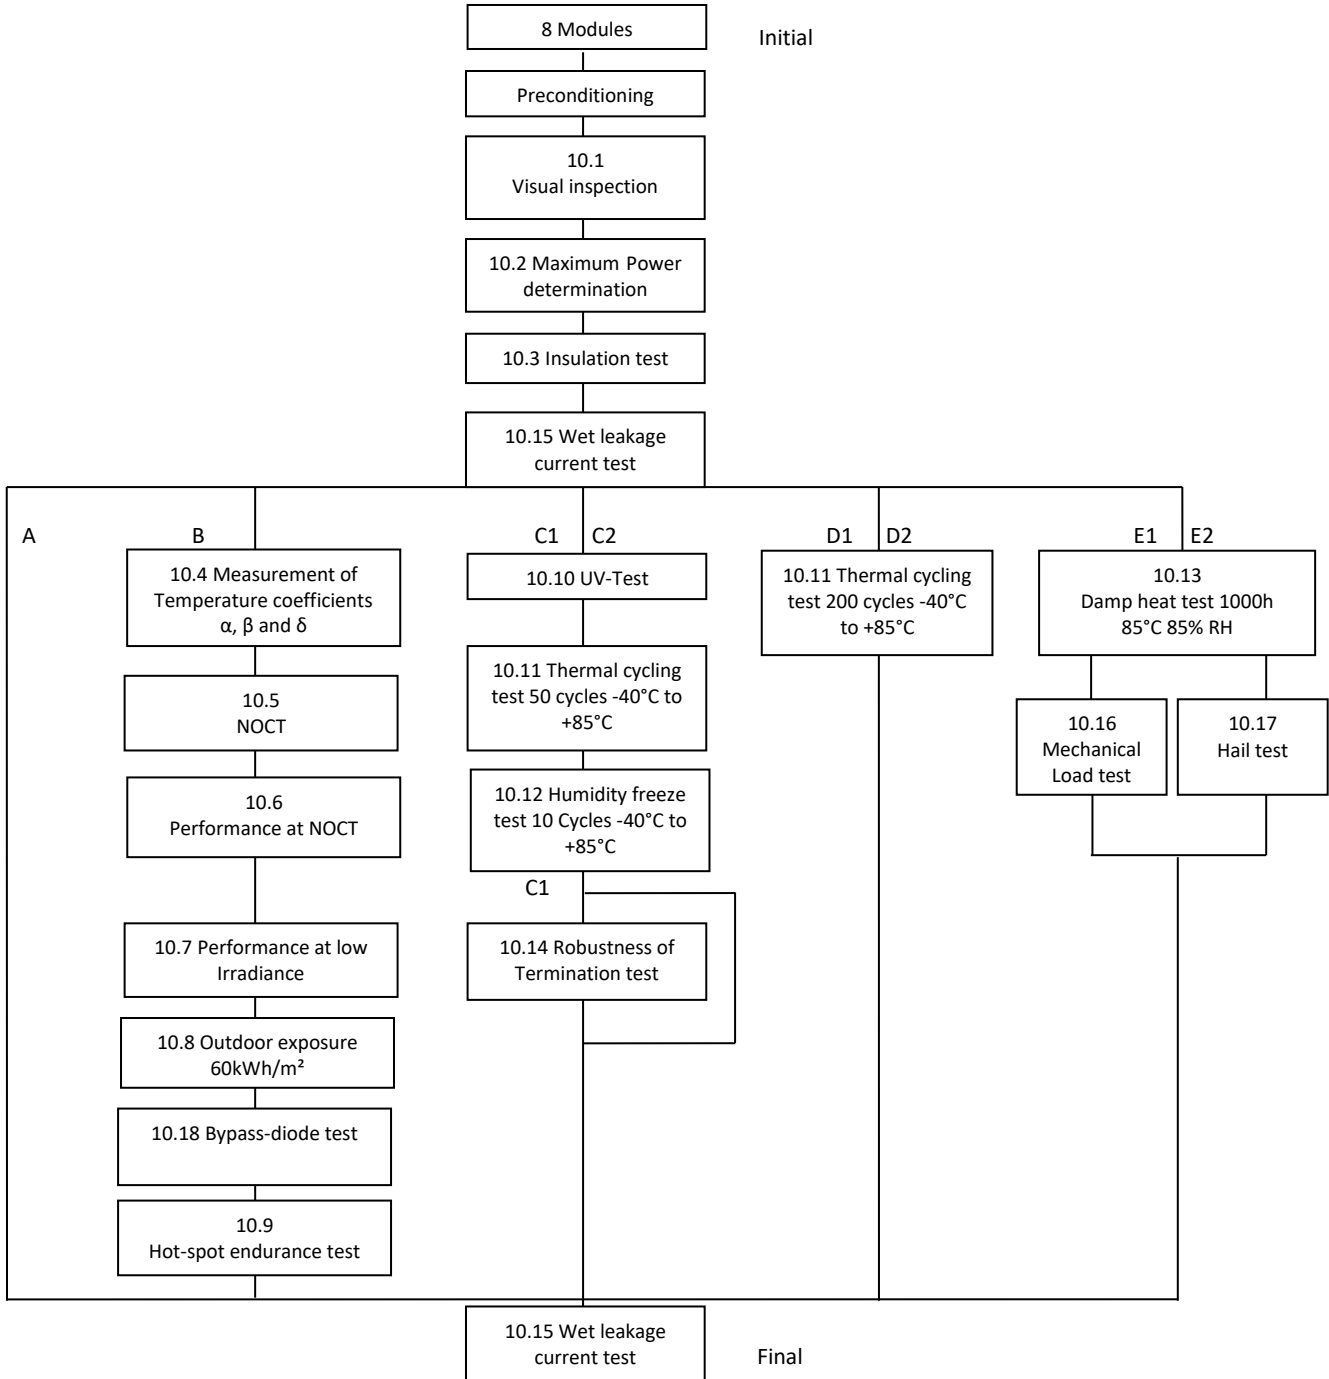 8 Modules
Initial
Preconditioning
10.1
Visual inspection
10.2 Maximum Power
determination
10.3 Insulation test
10.15 Wet leakage
current test
A
B
C1
C2
D1
D2
E1
E2
10.4 Measurement of
Temperature coefficients
α, β and δ
10.5
NOCT
10.6
Performance at NOCT
10.7 Performance at low
Irradiance
10.8 Outdoor exposure
60kWh/m²
10.18 Bypass-diode test
10.9
Hot-spot endurance test
10.10 UV-Test
10.11 Thermal cycling
test 50 cycles -40°C to
+85°C
10.12 Humidity freeze
test 10 Cycles -40°C to
+85°C
C1
10.14 Robustness of
Termination test
10.11 Thermal cycling
test 200 cycles -40°C
to +85°C
10.13
Damp heat test 1000h
85°C 85% RH
10.16
Mechanical
Load test
10.17
Hail test
10.15 Wet leakage
current test
Final